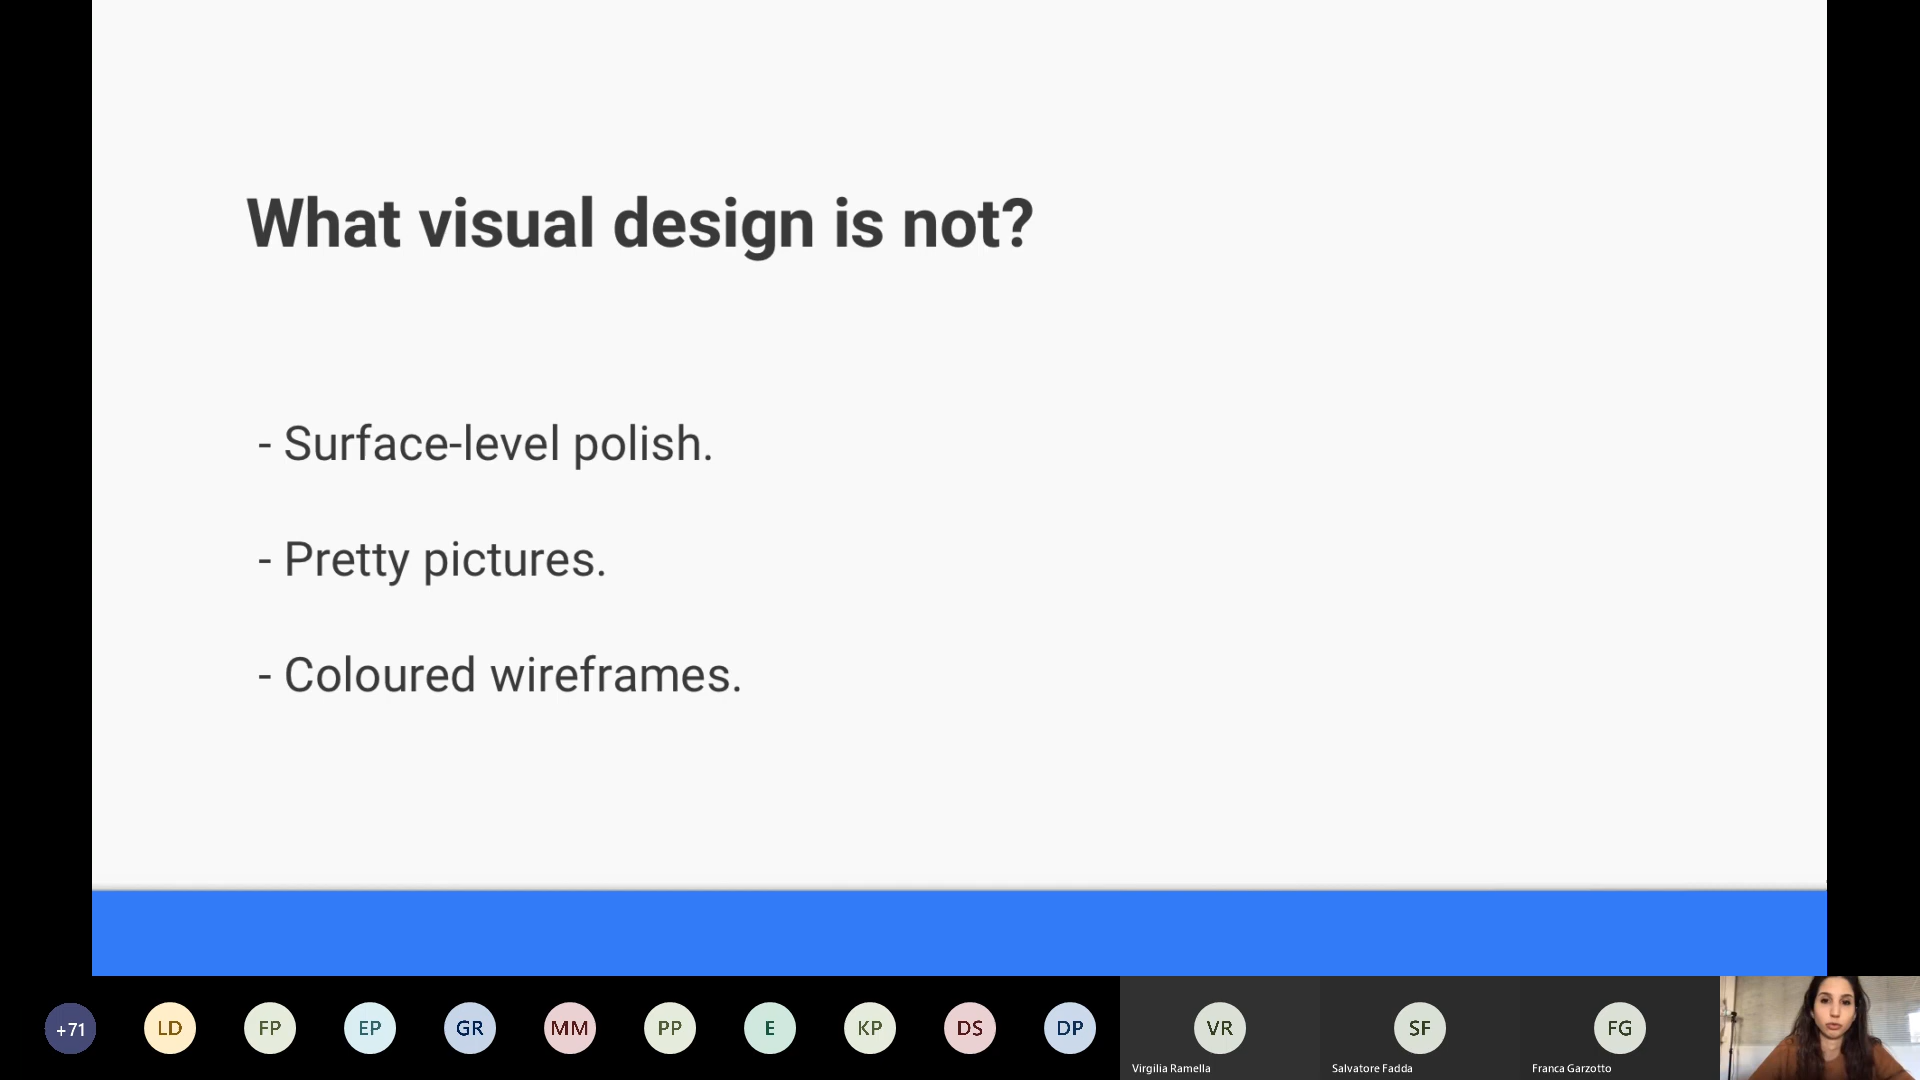 What visual design is not?
- Surface-level polish.
- Pretty pictures.
- Coloured wireframes.
+71
LD
FP
EP
GR
MM
PP
E
KP
DS
DP
VR
SF
FG
Virgilia Ramella
Salvatore Fadda
Franca Garzotto